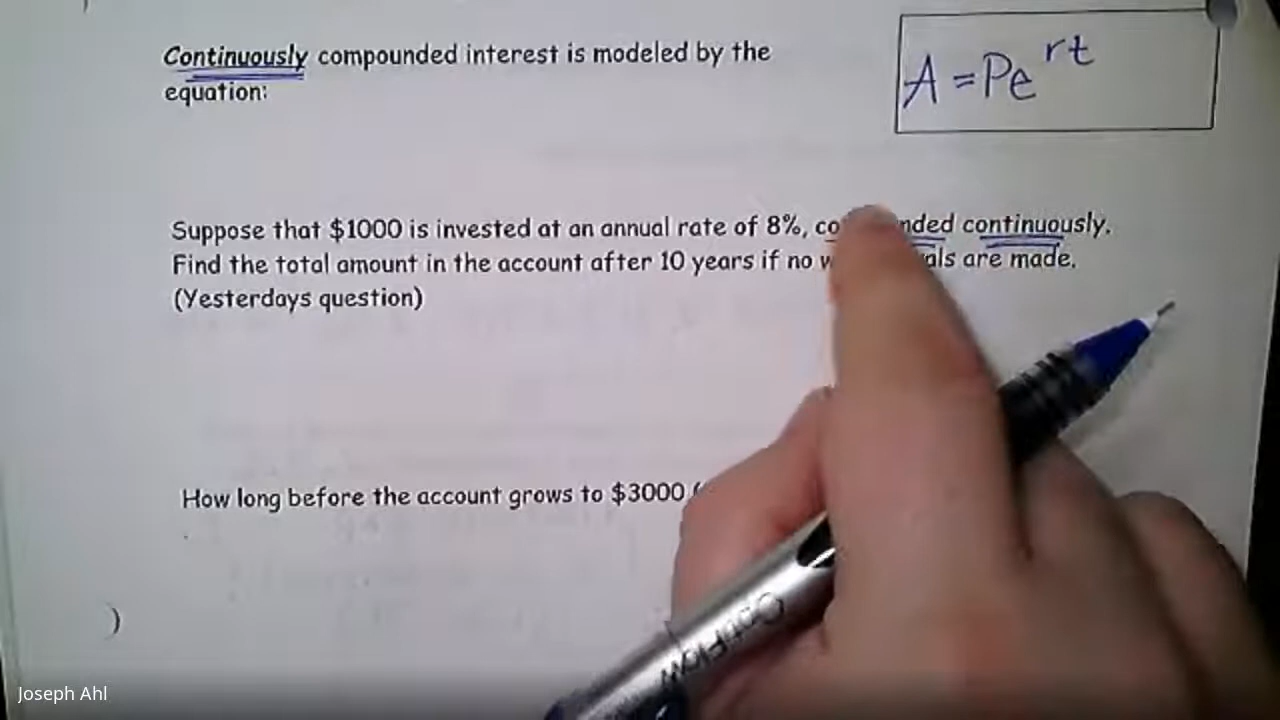 Continuously compounded interest is modeled by the
equation:
A = Pe^rt
Suppose that $1000 is invested at an annual rate of 8%, co nded continuously.
Find the total amount in the account after 10 years if no w als are made.
(Yesterdays question)
How long before the account grows to $3000 (
)
OptiFlow
Joseph Ahl